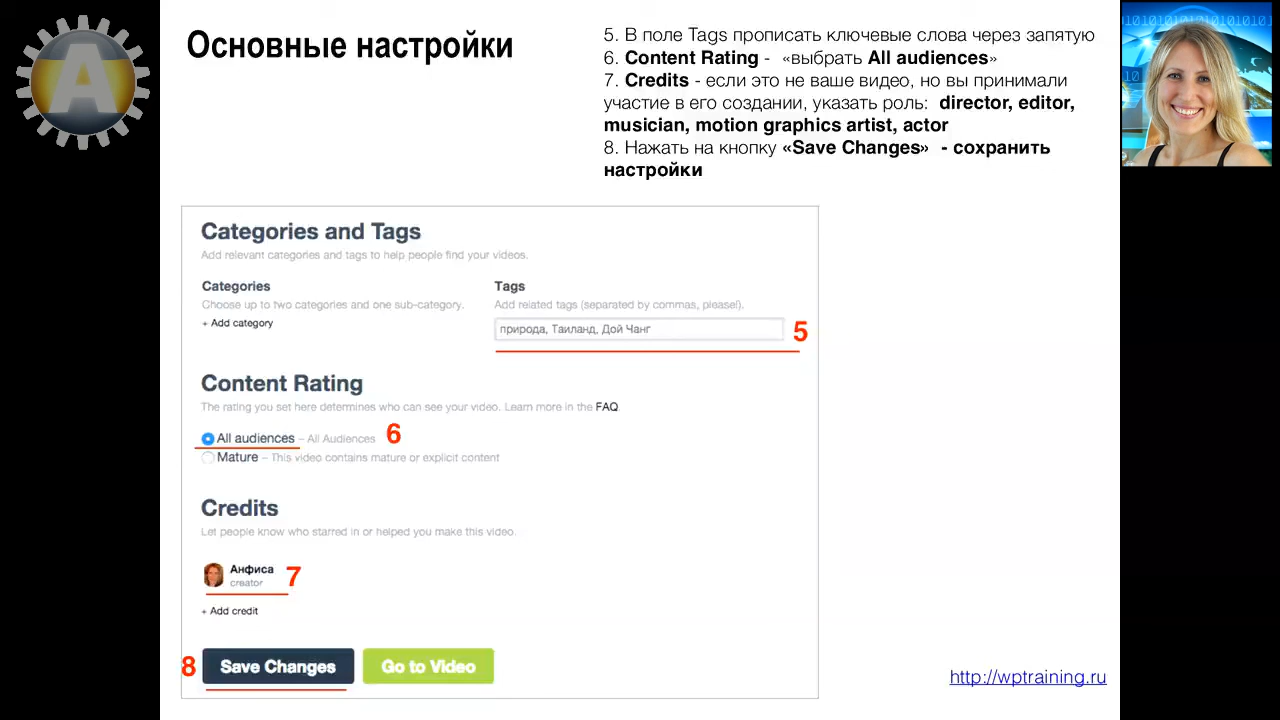 Основные настройки
5. В поле Tags прописать ключевые слова через запятую
6. Content Rating - «выбрать All audiences»
7. Credits - если это не ваше видео, но вы принимали
участие в его создании, указать роль: director, editor,
musician, motion graphics artist, actor
8. Нажать на кнопку «Save Changes» - сохранить
настройки
A
Categories and Tags
Add relevant categories and tags to help people find your videos.
Categories
Choose up to two categories and one sub-category.
+ Add category
Tags
Add related tags (separated by commas, please!).
природа, Таиланд, Дой Чанг
5
Content Rating
The rating you set here determines who can see your video. Learn more in the FAQ.
All audiences – All Audiences
6
Mature – This video contains mature or explicit content
Credits
Let people know who starred in or helped you make this video.
Анфиса
creator
7
+ Add credit
8
Save Changes
Go to Video
http://wptraining.ru